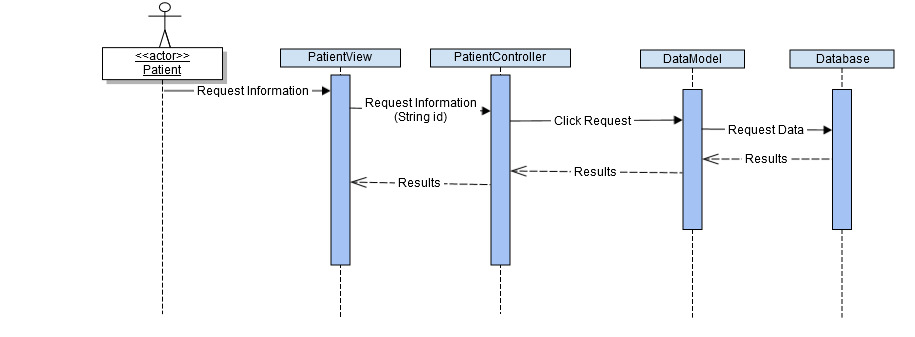 <<actor>>
Patient
PatientView
PatientController
DataModel
Database
Request Information
Request Information
(String id)
Click Request
Request Data
Results
Results
Results